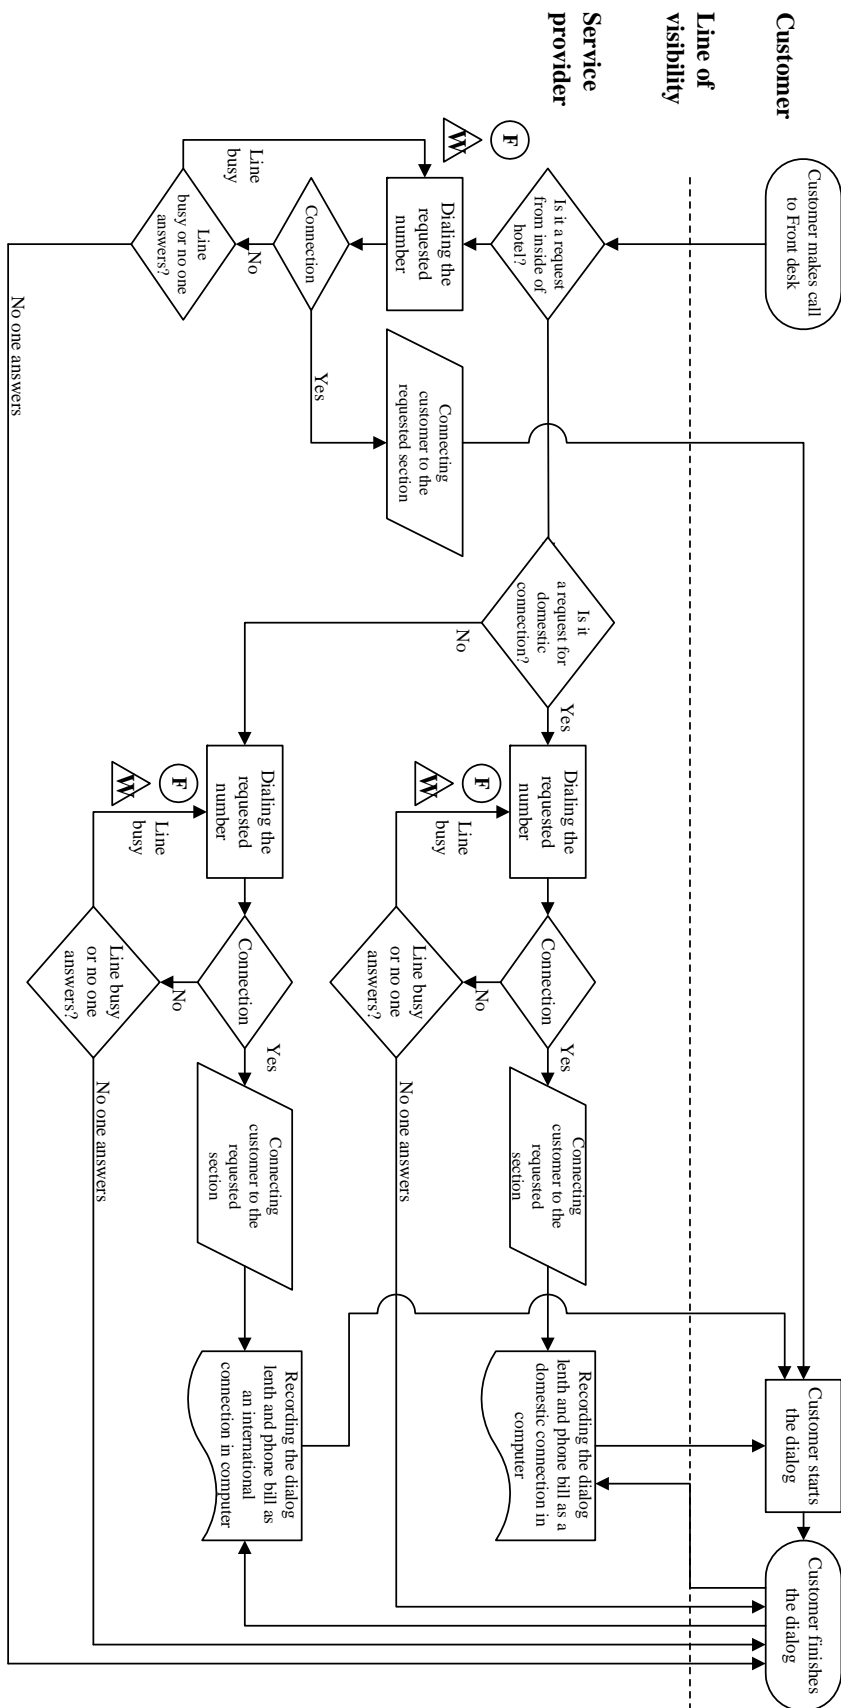 Customer
Line of
visibility
Service
provider
Customer makes call
to Front desk
Is it a request
from inside of
hotel?
F
W
Dialing the
requested
number
Connection
No
Line
busy or no one
answers?
Line
busy
No one answers
Yes
Connecting
customer to the
requested section
Is it
a request for
domestic
connection?
Yes
No
Dialing the
requested
number
F
W
Line
busy
Connection
No
Line busy
or no one
answers?
Yes
No one answers
Connecting
customer to the
requested
section
Recording the dialog
lenth and phone bill as a
domestic connection in
computer
Dialing the
requested
number
F
W
Line
busy
Connection
No
Line busy
or no one
answers?
Yes
No one answers
Connecting
customer to the
requested
section
Recording the dialog
lenth and phone bill as
an international
connection in computer
Customer starts
the dialog
Customer finishes
the dialog